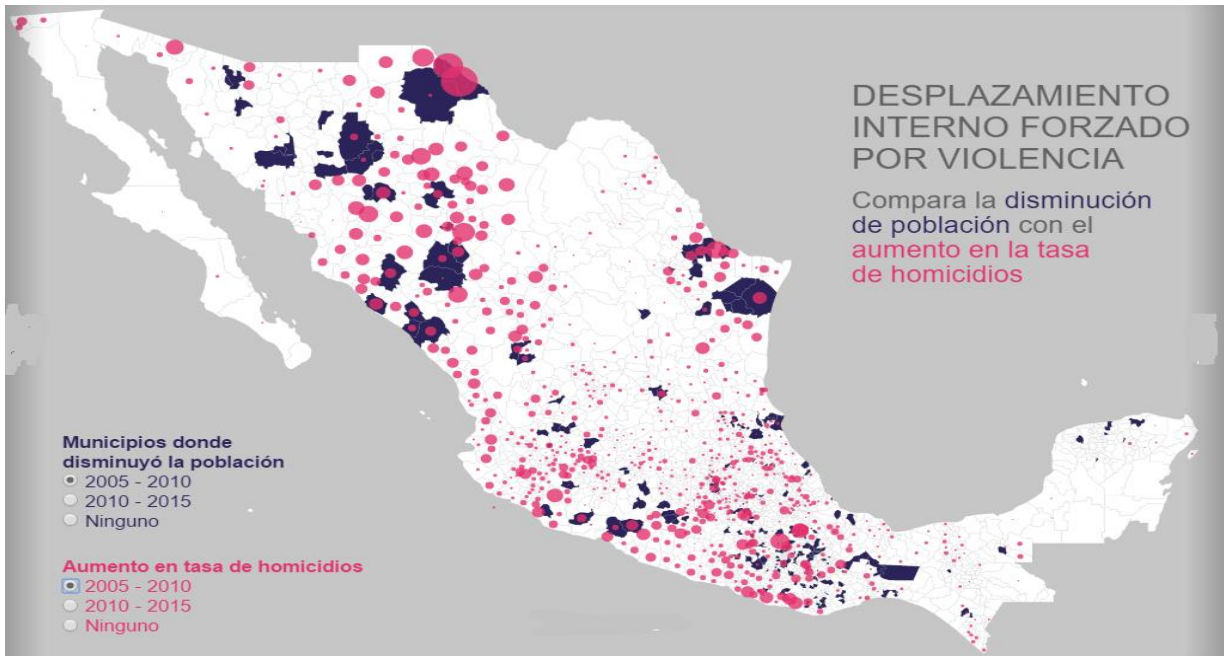 DESPLAZAMIENTO
INTERNO FORZADO
POR VIOLENCIA
Compara la disminución
de población con el
aumento en la tasa
de homicidios
Municipios donde
disminuyó la población
2005 - 2010
2010 - 2015
Ninguno
Aumento en tasa de homicidios
2005 - 2010
2010 - 2015
Ninguno